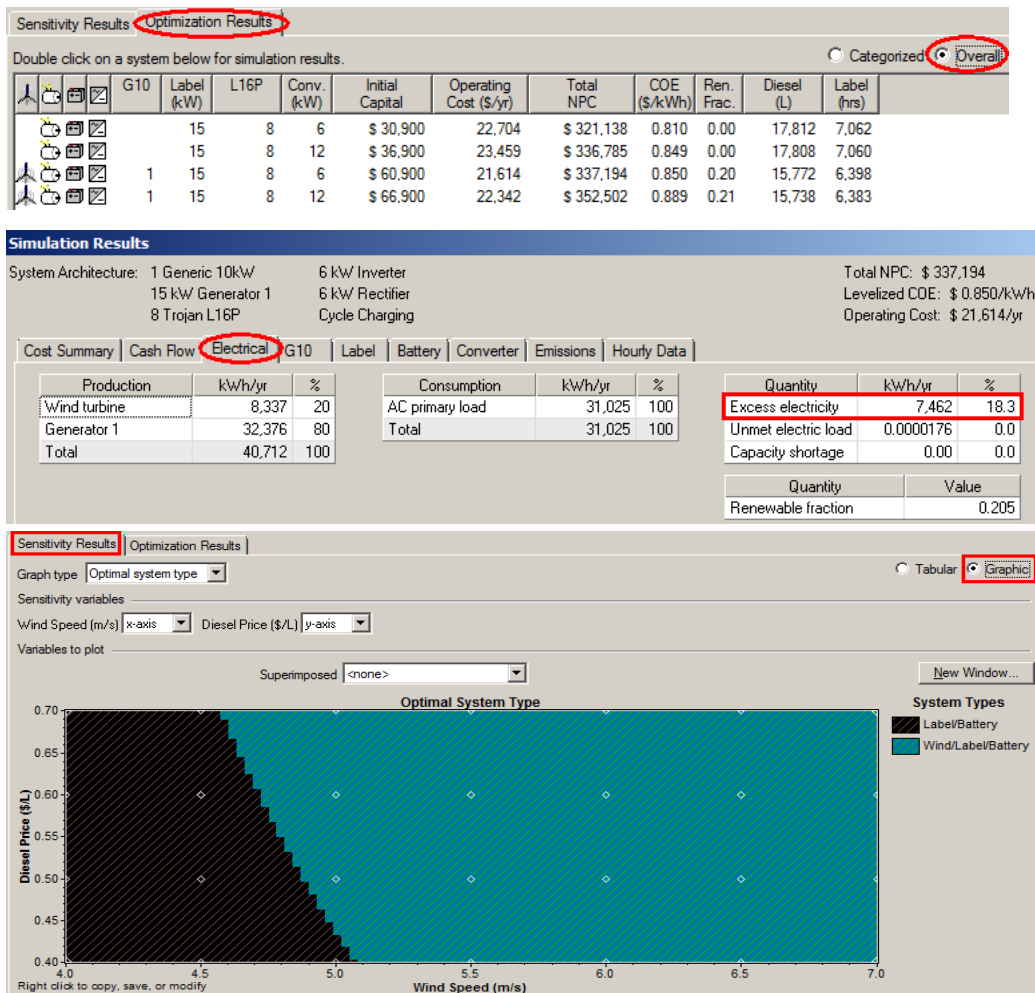 Sensitivity Results Optimization Results
Double click on a system below for simulation results. Categorized Overall
G10 Label (kW) L16P Conv. (kW) Initial Capital Operating Cost ($/yr) Total NPC COE ($/kWh) Ren. Frac. Diesel (L) Label (hrs)
15 8 6 $ 30,900 22,704 $ 321,138 0.810 0.00 17,812 7,062
15 8 12 $ 36,900 23,459 $ 336,785 0.849 0.00 17,808 7,060
1 15 8 6 $ 60,900 21,614 $ 337,194 0.850 0.20 15,772 6,398
1 15 8 12 $ 66,900 22,342 $ 352,502 0.889 0.21 15,738 6,383
Simulation Results
System Architecture: 1 Generic 10kW 6 kW Inverter Total NPC: $ 337,194
15 kW Generator 1 6 kW Rectifier Levelized COE: $ 0.850/kWh
8 Trojan L16P Cycle Charging Operating Cost: $ 21,614/yr
Cost Summary Cash Flow Electrical G10 Label Battery Converter Emissions Hourly Data
Production kWh/yr % Consumption kWh/yr % Quantity kWh/yr %
Wind turbine 8,337 20 AC primary load 31,025 100 Excess electricity 7,462 18.3
Generator 1 32,376 80 Total 31,025 100 Unmet electric load 0.0000176 0.0
Total 40,712 100 Capacity shortage 0.00 0.0
Quantity Value
Renewable fraction 0.205
Sensitivity Results Optimization Results
Graph type Optimal system type Tabular Graphic
Sensitivity variables
Wind Speed (m/s) x-axis Diesel Price ($/L) y-axis
Variables to plot
Superimposed <none> New Window...
Optimal System Type System Types
0.70 Label/Battery
Wind/Label/Battery
0.65
0.60
0.55
0.50
0.45
0.40
Diesel Price ($/L)
4.0 4.5 5.0 5.5 6.0 6.5 7.0
Right click to copy, save, or modify Wind Speed (m/s)